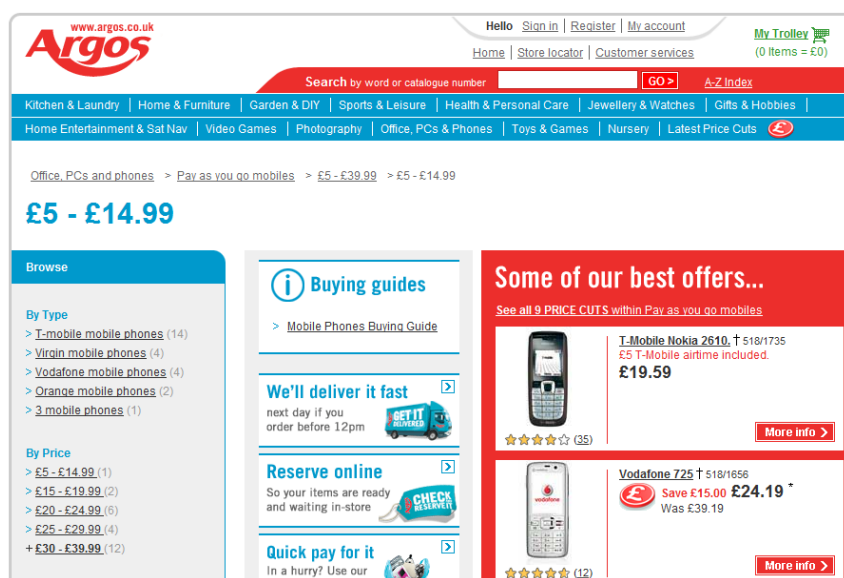 www.argos.co.uk
Argos
Hello Sign in | Register | My account
My Trolley
(0 Items = £0)
Home | Store locator | Customer services
Search by word or catalogue number GO > A-Z Index
Kitchen & Laundry | Home & Furniture | Garden & DIY | Sports & Leisure | Health & Personal Care | Jewellery & Watches | Gifts & Hobbies |
Home Entertainment & Sat Nav | Video Games | Photography | Office, PCs & Phones | Toys & Games | Nursery | Latest Price Cuts £
Office, PCs and phones > Pay as you go mobiles > £5 - £39.99 > £5 - £14.99
£5 - £14.99
Browse
By Type
> T-mobile mobile phones (14)
> Virgin mobile phones (4)
> Vodafone mobile phones (4)
> Orange mobile phones (2)
> 3 mobile phones (1)
By Price
> £5 - £14.99 (1)
> £15 - £19.99 (2)
> £20 - £24.99 (6)
> £25 - £29.99 (4)
+ £30 - £39.99 (12)
i Buying guides
> Mobile Phones Buying Guide
We'll deliver it fast >
next day if you
order before 12pm
GET IT
DELIVERED
Reserve online >
So your items are ready
and waiting in-store
CHECK
RESERVE IT
Quick pay for it >
In a hurry? Use our
Some of our best offers...
See all 9 PRICE CUTS within Pay as you go mobiles
T-Mobile Nokia 2610. † 518/1735
£5 T-Mobile airtime included.
£19.59
(35)
More info >
Vodafone 725 † 518/1656
£ Save £15.00 £24.19 *
Was £39.19
vodafone
(12)
More info >